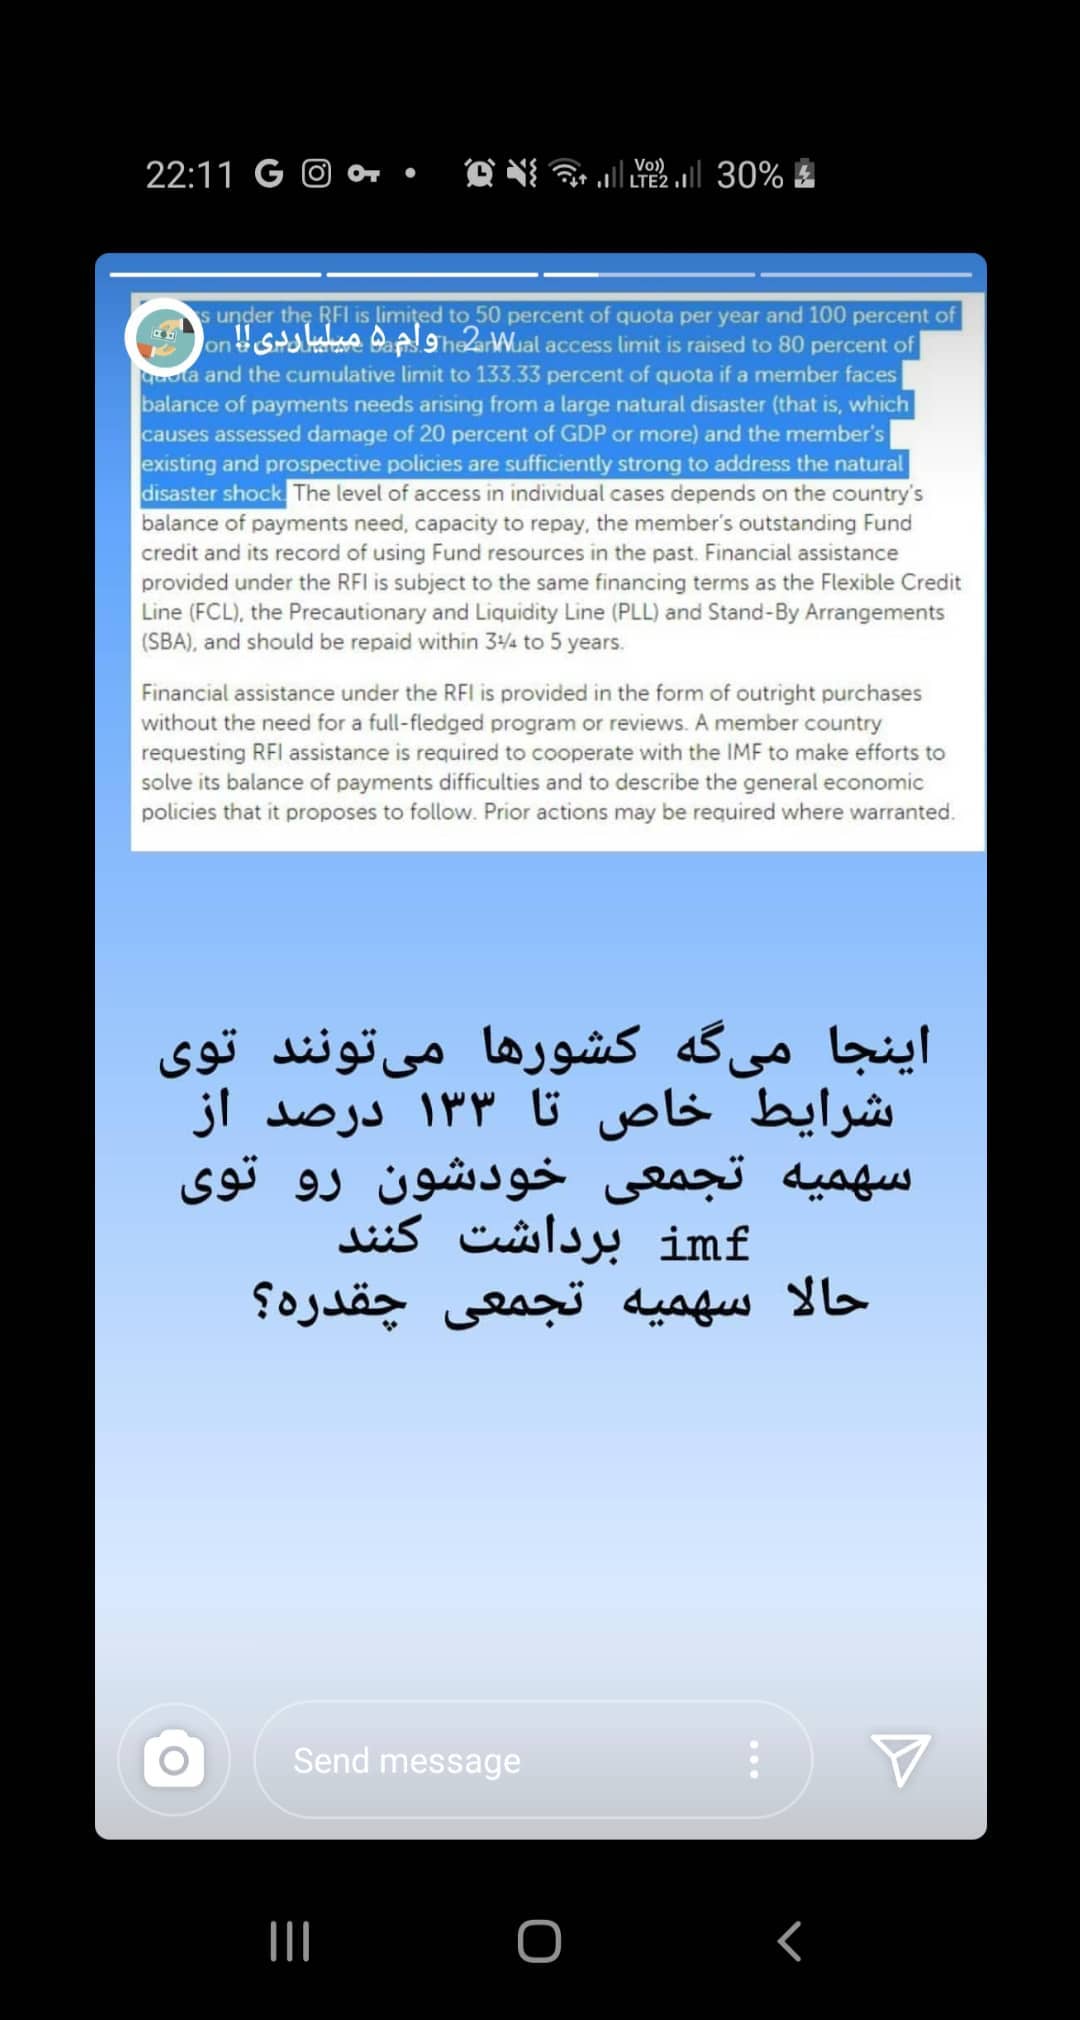 22:11
Vo))
LTE2
30%
s under the RFI is limited to 50 percent of quota per year and 100 percent of
وام ۵ میلیاردی!! 2 w
on basis. The annual access limit is raised to 80 percent of
quota and the cumulative limit to 133.33 percent of quota if a member faces
balance of payments needs arising from a large natural disaster (that is, which
causes assessed damage of 20 percent of GDP or more) and the member's
existing and prospective policies are sufficiently strong to address the natural
disaster shock. The level of access in individual cases depends on the country's
balance of payments need, capacity to repay, the member's outstanding Fund
credit and its record of using Fund resources in the past. Financial assistance
provided under the RFI is subject to the same financing terms as the Flexible Credit
Line (FCL), the Precautionary and Liquidity Line (PLL) and Stand-By Arrangements
(SBA), and should be repaid within 3¼ to 5 years.
Financial assistance under the RFI is provided in the form of outright purchases
without the need for a full-fledged program or reviews. A member country
requesting RFI assistance is required to cooperate with the IMF to make efforts to
solve its balance of payments difficulties and to describe the general economic
policies that it proposes to follow. Prior actions may be required where warranted.
اینجا می‌گه کشورها می‌تونند توی
شرایط خاص تا ۱۳۳ درصد از
سهمیه تجمعی خودشون رو توی
imf برداشت کنند
حالا سهمیه تجمعی چقدره؟
Send message